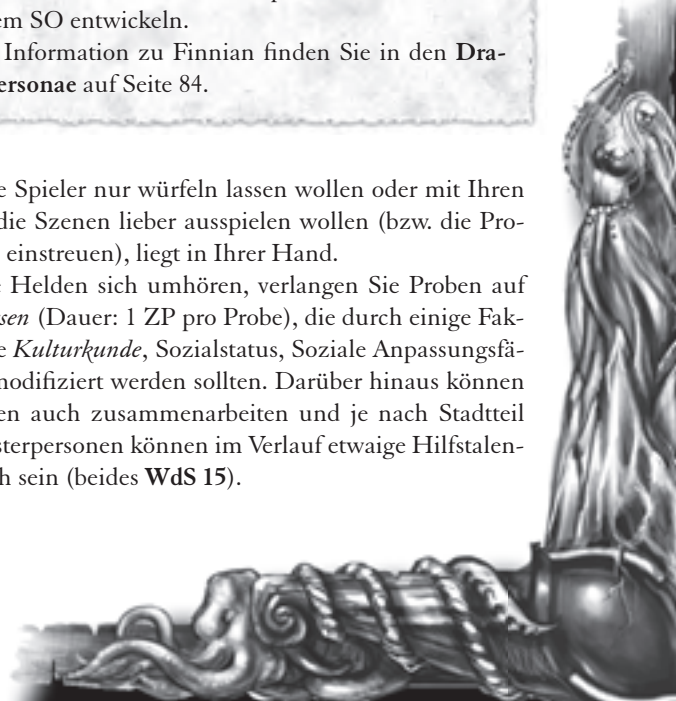 em SO entwickeln.
Information zu Finnian finden Sie in den Dra-
ersonae auf Seite 84.
e Spieler nur würfeln lassen wollen oder mit Ihren
die Szenen lieber ausspielen wollen (bzw. die Pro-
einstreuen), liegt in Ihrer Hand.
e Helden sich umhören, verlangen Sie Proben auf
sen (Dauer: 1 ZP pro Probe), die durch einige Fak-
e Kulturkunde, Sozialstatus, Soziale Anpassungsfä-
modifiziert werden sollten. Darüber hinaus können
en auch zusammenarbeiten und je nach Stadtteil
sterpersonen können im Verlauf etwaige Hilfstalen-
h sein (beides WdS 15).